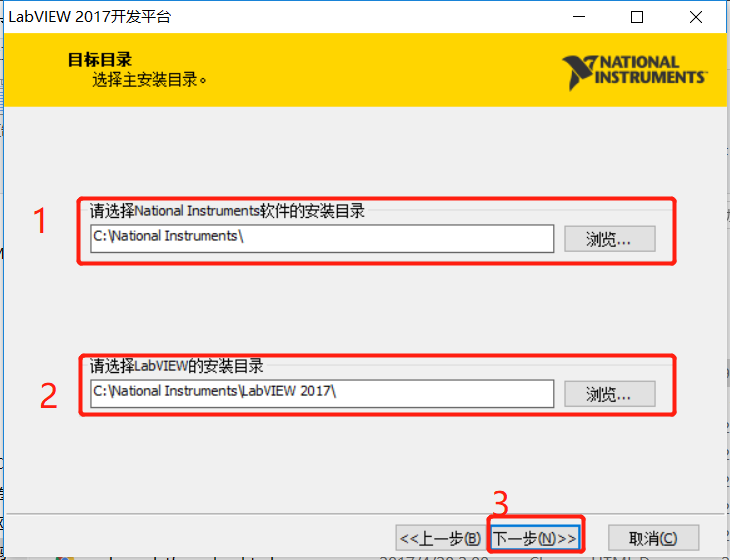 LabVIEW 2017开发平台
目标目录
选择主安装目录。
NATIONAL
INSTRUMENTS
1
请选择National Instruments软件的安装目录
C:\National Instruments\
浏览...
2
请选择LabVIEW的安装目录
C:\National Instruments\LabVIEW 2017\
浏览...
3
<<上一步(B)
下一步(N)>>
取消(C)